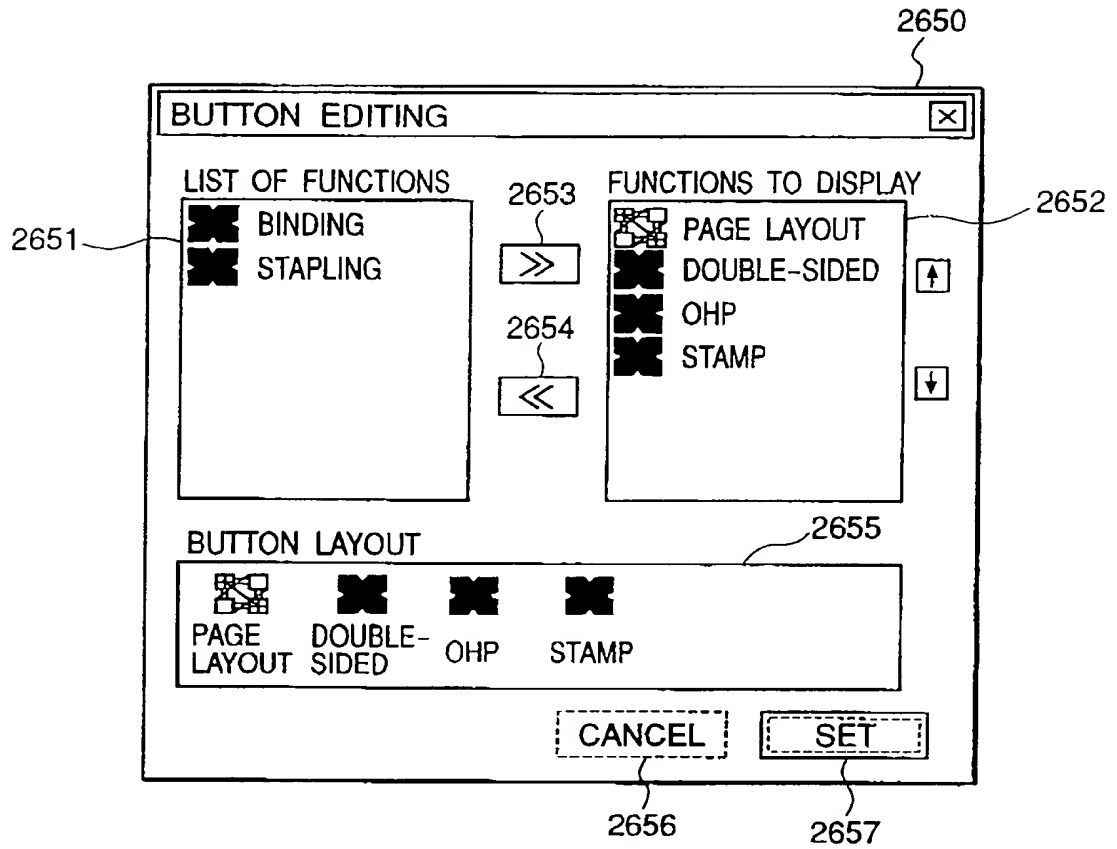 2650
BUTTON EDITING
LIST OF FUNCTIONS
2653
FUNCTIONS TO DISPLAY
2652
2651
BINDING
STAPLING
>>
PAGE LAYOUT
DOUBLE-SIDED
OHP
STAMP
2654
<<
BUTTON LAYOUT
2655
PAGE
LAYOUT
DOUBLE-
SIDED
OHP
STAMP
CANCEL
SET
2656
2657